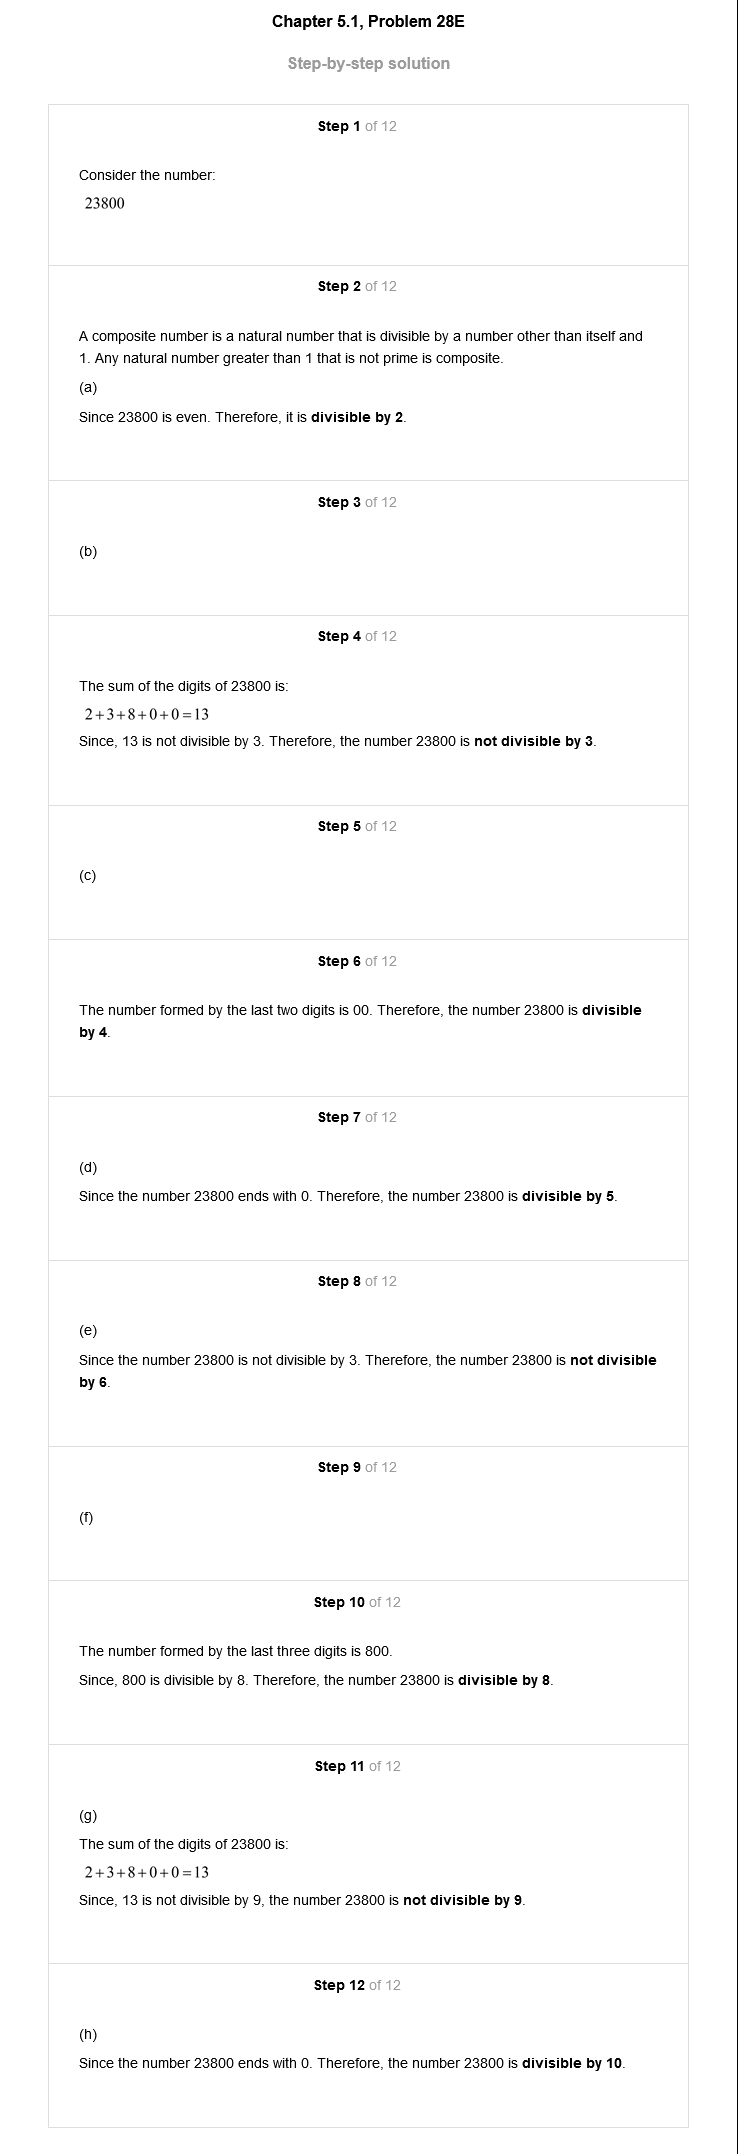 Chapter 5.1, Problem 28E
Step-by-step solution
Step 1 of 12
Consider the number:
23800
Step 2 of 12
A composite number is a natural number that is divisible by a number other than itself and
1. Any natural number greater than 1 that is not prime is composite.
(a)
Since 23800 is even. Therefore, it is divisible by 2.
Step 3 of 12
(b)
Step 4 of 12
The sum of the digits of 23800 is:
2+3+8+0+0=13
Since, 13 is not divisible by 3. Therefore, the number 23800 is not divisible by 3.
Step 5 of 12
(c)
Step 6 of 12
The number formed by the last two digits is 00. Therefore, the number 23800 is divisible
by 4.
Step 7 of 12
(d)
Since the number 23800 ends with 0. Therefore, the number 23800 is divisible by 5.
Step 8 of 12
(e)
Since the number 23800 is not divisible by 3. Therefore, the number 23800 is not divisible
by 6.
Step 9 of 12
(f)
Step 10 of 12
The number formed by the last three digits is 800.
Since, 800 is divisible by 8. Therefore, the number 23800 is divisible by 8.
Step 11 of 12
(g)
The sum of the digits of 23800 is:
2+3+8+0+0=13
Since, 13 is not divisible by 9, the number 23800 is not divisible by 9.
Step 12 of 12
(h)
Since the number 23800 ends with 0. Therefore, the number 23800 is divisible by 10.